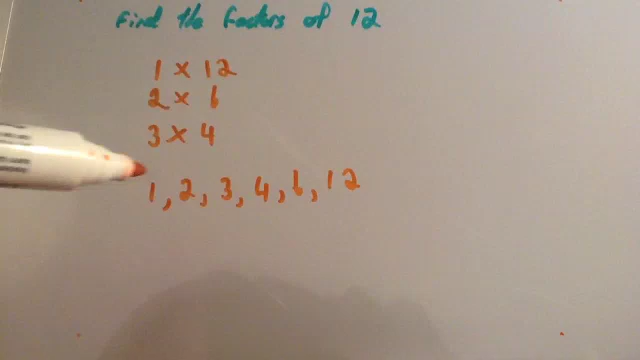 Find the factors of 12
1 x 12
2 x 6
3 x 4
1, 2, 3, 4, 6, 12